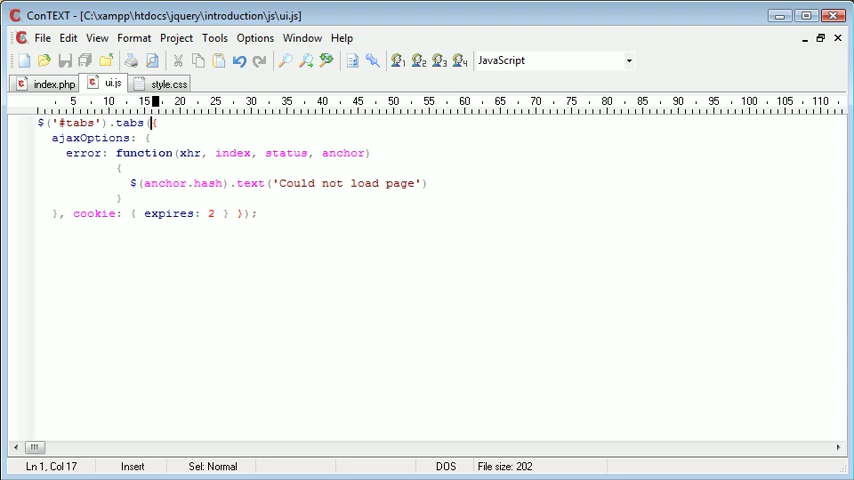 ConTEXT - [C:\xampp\htdocs\jquery\introduction\js\ui.js]
File Edit View Format Project Tools Options Window Help
JavaScript
index.php ui.js style.css
5 10 15 20 25 30 35 40 45 50 55 60 65 70 75 80 85 90 95 100 105 110
$('#tabs').tabs({
ajaxOptions: {
error: function(xhr, index, status, anchor)
{
$(anchor.hash).text('Could not load page')
}
}, cookie: { expires: 2 } });
Ln 1, Col 17 Insert Sel: Normal DOS File size: 202